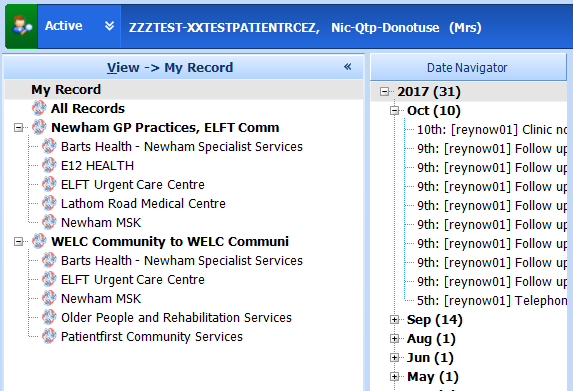 Active
ZZZTEST-XXTESTPATIENTRCEZ, Nic-Qtp-Donotuse (Mrs)
View -> My Record
My Record
All Records
Newham GP Practices, ELFT Comm
Barts Health - Newham Specialist Services
E12 HEALTH
ELFT Urgent Care Centre
Lathom Road Medical Centre
Newham MSK
WELC Community to WELC Communi
Barts Health - Newham Specialist Services
ELFT Urgent Care Centre
Newham MSK
Older People and Rehabilitation Services
Patientfirst Community Services
Date Navigator
2017 (31)
Oct (10)
10th: [reynow01] Clinic no
9th: [reynow01] Follow up
9th: [reynow01] Follow up
9th: [reynow01] Follow up
9th: [reynow01] Follow up
9th: [reynow01] Follow up
9th: [reynow01] Follow up
9th: [reynow01] Follow up
9th: [reynow01] Follow up
5th: [reynow01] Telephon
Sep (14)
Aug (1)
Jun (1)
May (1)